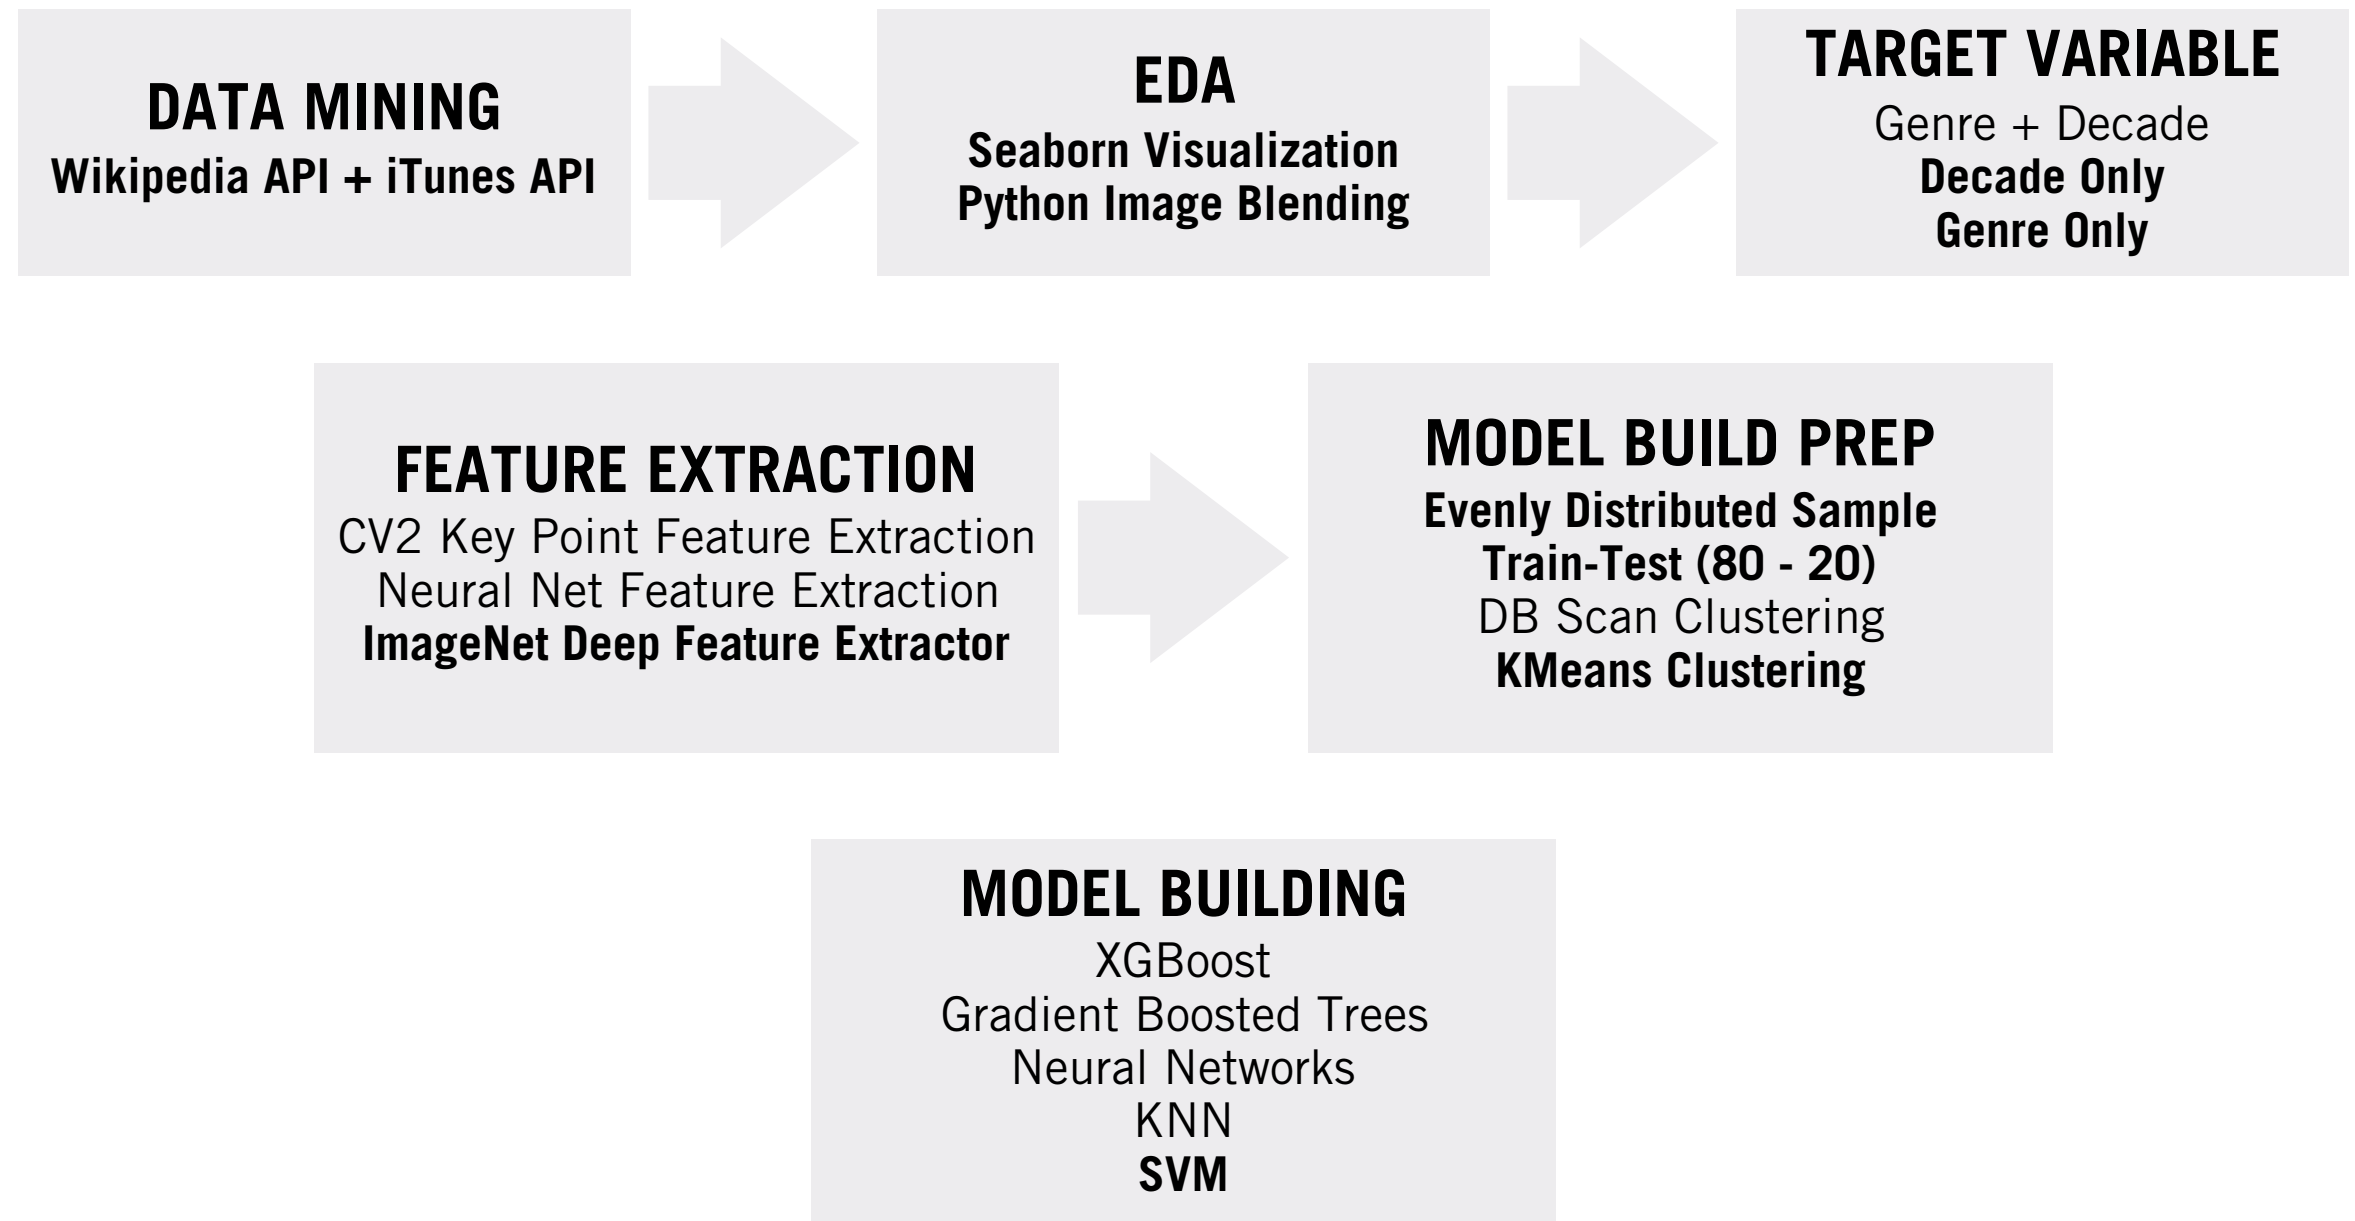 DATA MINING
Wikipedia API + iTunes API
EDA
Seaborn Visualization
Python Image Blending
TARGET VARIABLE
Genre + Decade
Decade Only
Genre Only
FEATURE EXTRACTION
CV2 Key Point Feature Extraction
Neural Net Feature Extraction
ImageNet Deep Feature Extractor
MODEL BUILD PREP
Evenly Distributed Sample
Train-Test (80 - 20)
DB Scan Clustering
KMeans Clustering
MODEL BUILDING
XGBoost
Gradient Boosted Trees
Neural Networks
KNN
SVM